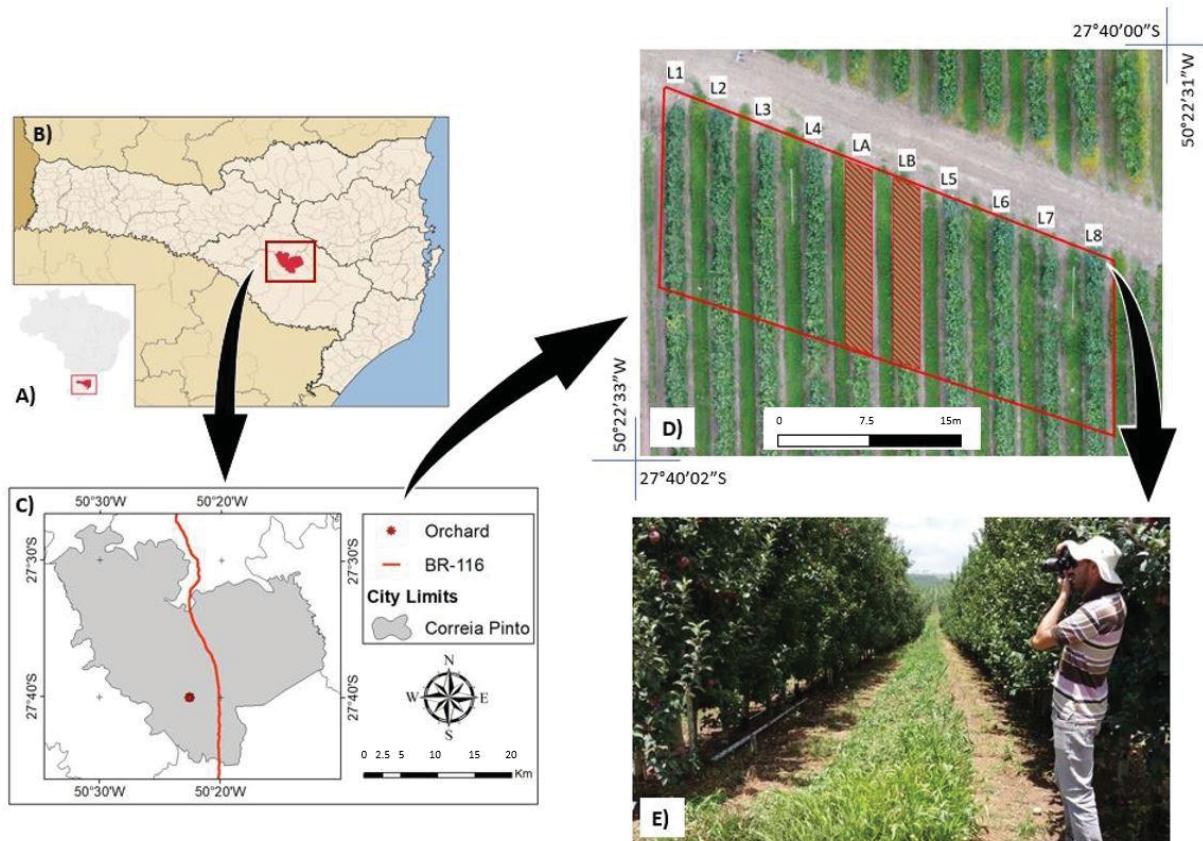 B)
A)
C)
50°30'W 50°20'W
27°30'S
27°40'S
27°30'S
27°40'S
50°30'W 50°20'W
Orchard
BR-116
City Limits
Correia Pinto
N
W E
S
0 2.5 5 10 15 20
Km
27°40'00"S
50°22'31"W
L1
L2
L3
L4
LA
LB
L5
L6
L7
L8
0 7.5 15m
D)
50°22'33"W
27°40'02"S
E)